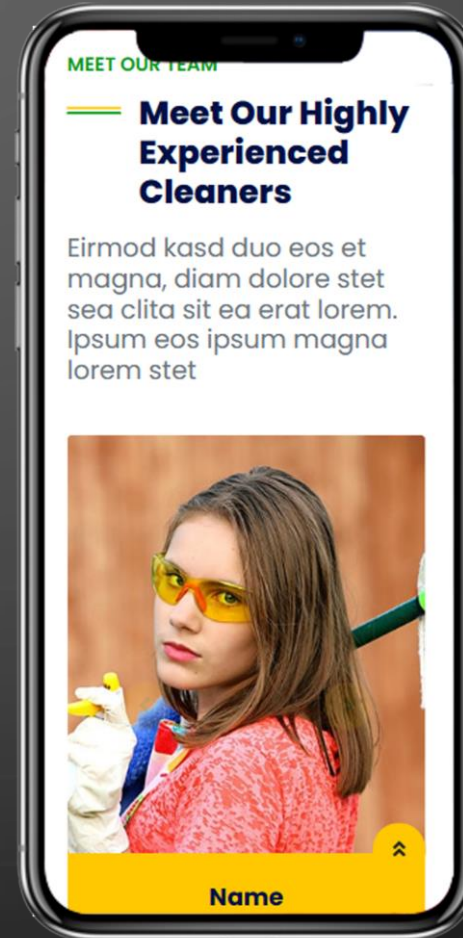 MEET OUR TEAM
Meet Our Highly
Experienced
Cleaners
Eirmod kasd duo eos et
magna, diam dolore stet
sea clita sit ea erat lorem.
Ipsum eos ipsum magna
lorem stet
Name